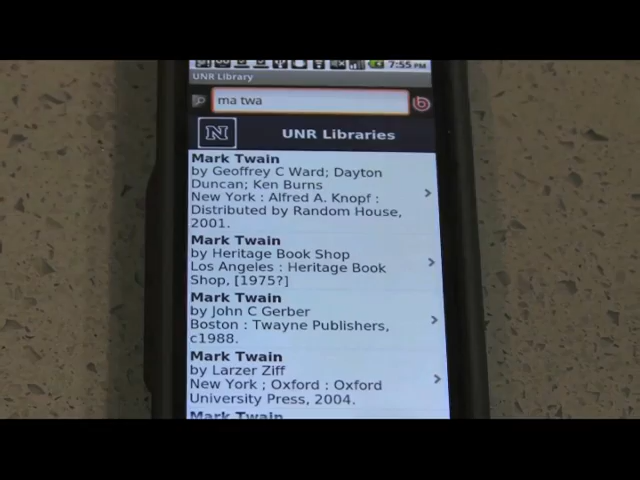 7:55 PM
UNR Library
ma twa
N
UNR Libraries
Mark Twain
by Geoffrey C Ward; Dayton
Duncan; Ken Burns
New York : Alfred A. Knopf :
Distributed by Random House,
2001.
Mark Twain
by Heritage Book Shop
Los Angeles : Heritage Book
Shop, [1975?]
Mark Twain
by John C Gerber
Boston : Twayne Publishers,
c1988.
Mark Twain
by Larzer Ziff
New York ; Oxford : Oxford
University Press, 2004.
Mark Twain